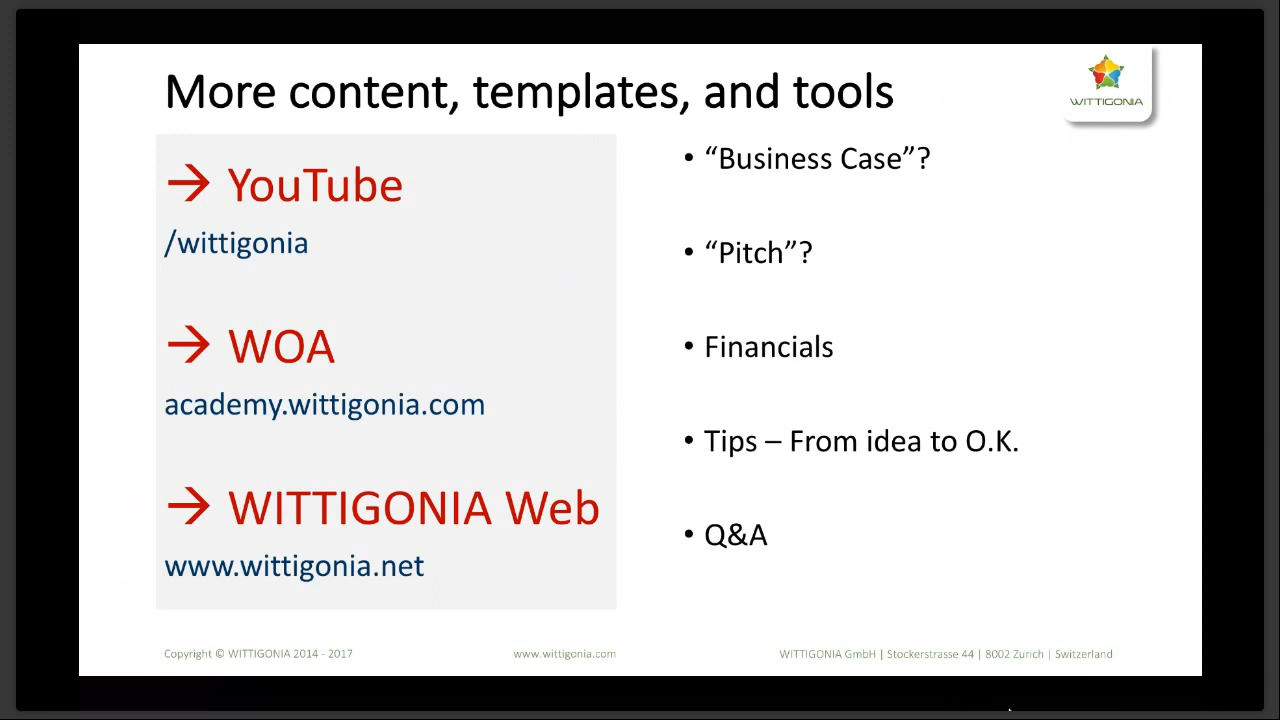 More content, templates, and tools
WITTIGONIA
→ YouTube
/wittigonia
→ WOA
academy.wittigonia.com
→ WITTIGONIA Web
www.wittigonia.net
• “Business Case”?
• “Pitch”?
• Financials
• Tips – From idea to O.K.
• Q&A
Copyright © WITTIGONIA 2014 - 2017
www.wittigonia.com
WITTIGONIA GmbH | Stockerstrasse 44 | 8002 Zurich | Switzerland